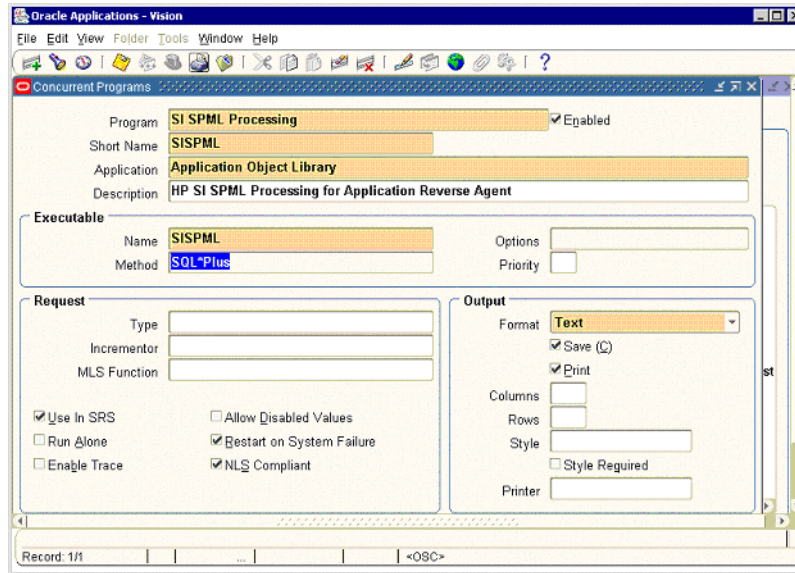 Oracle Applications - Vision
File Edit View Folder Tools Window Help
Concurrent Programs
Program SI SPML Processing Enabled
Short Name SISPML
Application Application Object Library
Description HP SI SPML Processing for Application Reverse Agent
Executable
Name SISPML Options
Method SQL*Plus Priority
Request Output
Type Format Text
Incrementor Save (C)
MLS Function Print
st
Columns
Use In SRS Allow Disabled Values Rows
Run Alone Restart on System Failure Style
Enable Trace NLS Compliant Style Required
Printer
Record: 1/1 ... <OSC>